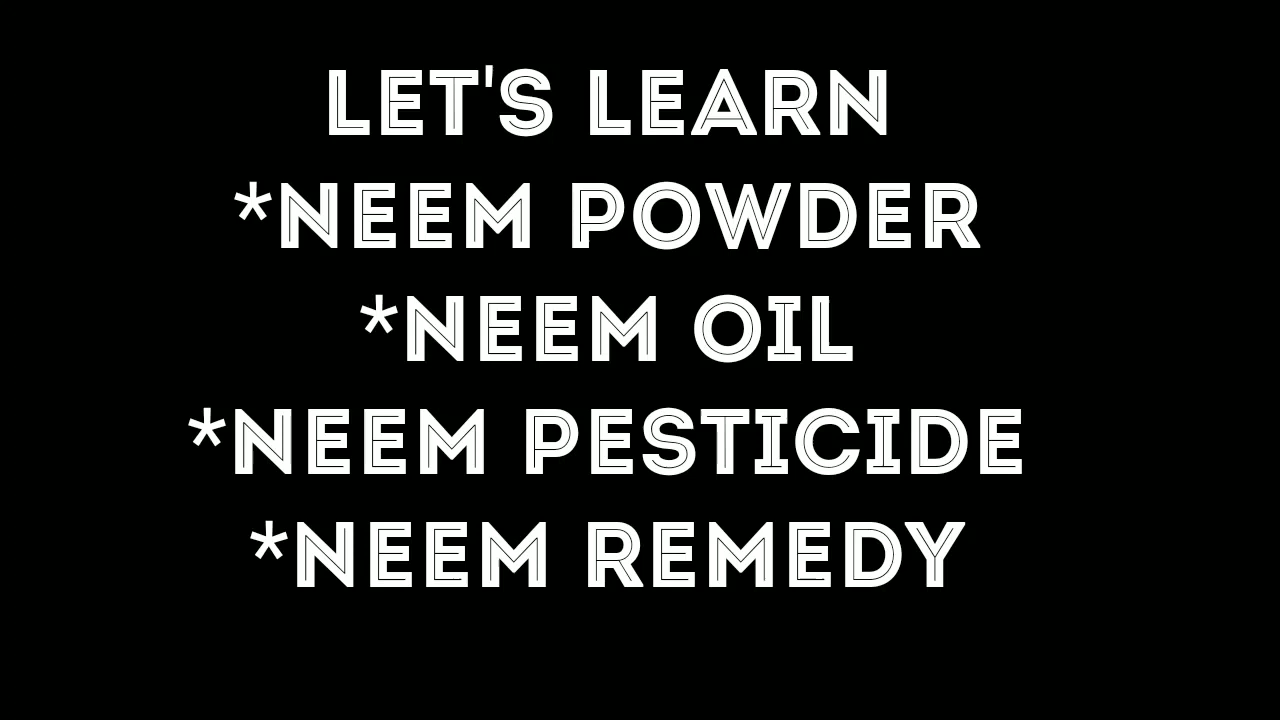 LET'S LEARN
*NEEM POWDER
*NEEM OIL
*NEEM PESTICIDE
*NEEM REMEDY